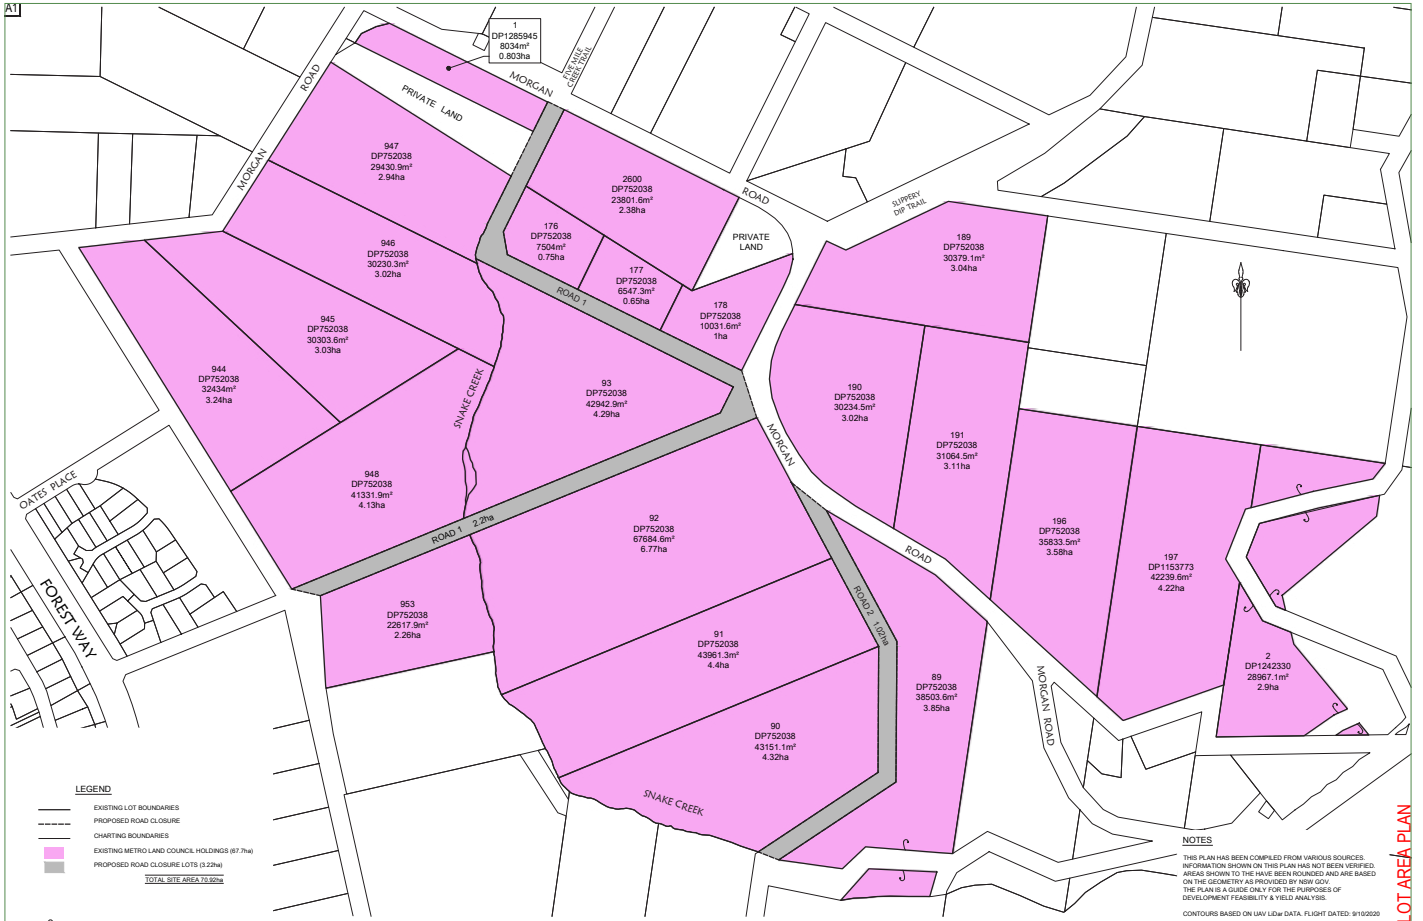 A1
1
DP1285945
8034m²
0.803ha
FIVE MILE
CREEK TRAIL
MORGAN
ROAD
PRIVATE LAND
MORGAN
947
DP752038
29430.9m²
2.94ha
2600
DP752038
23801.6m²
2.38ha
ROAD
SLIPPERY
DIP TRAIL
PRIVATE
LAND
176
DP752038
7504m²
0.75ha
946
DP752038
30230.3m²
3.02ha
177
DP752038
6547.3m²
0.65ha
189
DP752038
30379.1m²
3.04ha
ROAD 1
178
DP752038
10031.6m²
1ha
945
DP752038
30303.6m²
3.03ha
944
DP752038
32434m²
3.24ha
SNAKE CREEK
93
DP752038
42942.9m²
4.29ha
190
DP752038
30234.5m²
3.02ha
191
DP752038
31064.5m²
3.11ha
MORGAN
948
DP752038
41331.9m²
4.13ha
OATES PLACE
ROAD 1 2.2ha
92
DP752038
67684.6m²
6.77ha
ROAD
196
DP752038
35833.5m²
3.58ha
197
DP1153773
42239.6m²
4.22ha
FOREST WAY
953
DP752038
22617.9m²
2.26ha
ROAD 2 1.02ha
91
DP752038
43961.3m²
4.4ha
89
DP752038
38503.6m²
3.85ha
2
DP1242330
28967.1m²
2.9ha
MORGAN ROAD
90
DP752038
43151.1m²
4.32ha
SNAKE CREEK
LEGEND
EXISTING LOT BOUNDARIES
PROPOSED ROAD CLOSURE
CHARTING BOUNDARIES
EXISTING METRO LAND COUNCIL HOLDINGS (67.7ha)
PROPOSED ROAD CLOSURE LOTS (3.22ha)
TOTAL SITE AREA 70.92ha
NOTES
THIS PLAN HAS BEEN COMPILED FROM VARIOUS SOURCES.
INFORMATION SHOWN ON THIS PLAN HAS NOT BEEN VERIFIED.
AREAS SHOWN TO THE HAVE BEEN ROUNDED AND ARE BASED
ON THE GEOMETRY AS PROVIDED BY NSW GOV.
THE PLAN IS A GUIDE ONLY FOR THE PURPOSES OF
DEVELOPMENT FEASIBILITY & YIELD ANALYSIS.
CONTOURS BASED ON UAV LiDar DATA. FLIGHT DATED: 9/10/2020
LOT AREA PLAN